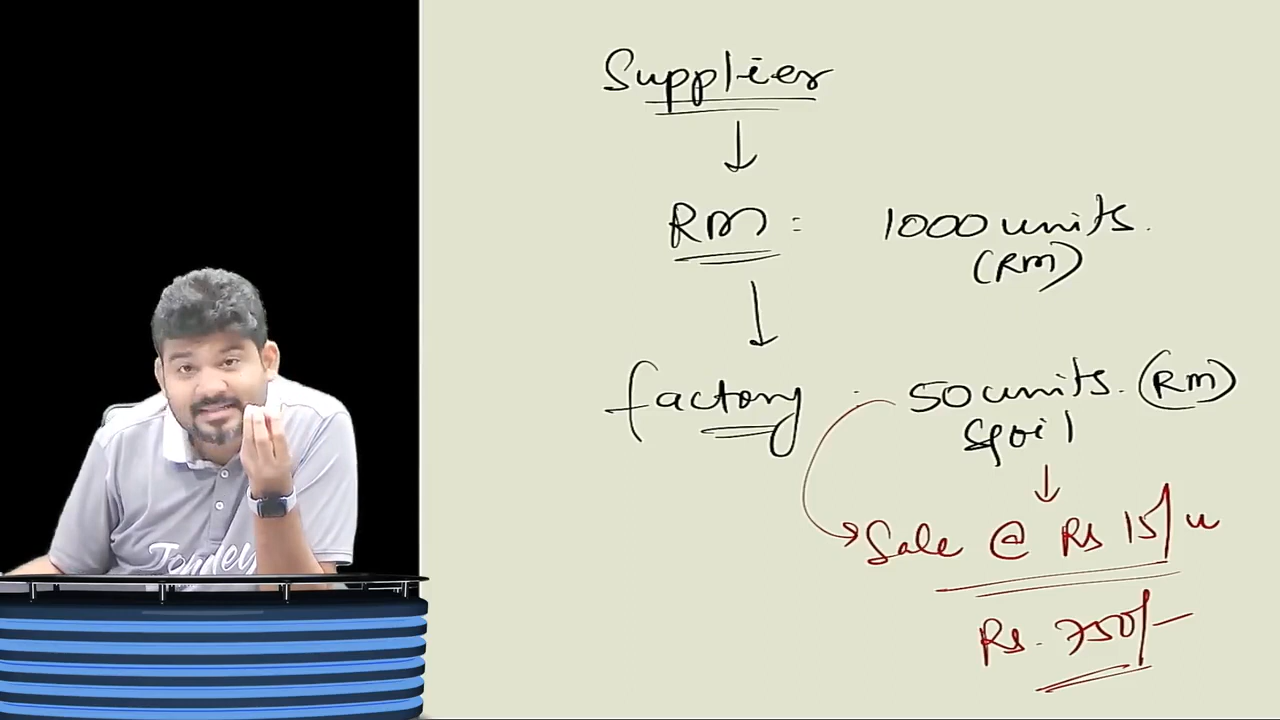 Supplier
↓
RM : 1000 units.
(RM)
↓
factory . 50 units. (RM)
spoil
↓
Sale @ Rs 15/u
Rs. 750/-